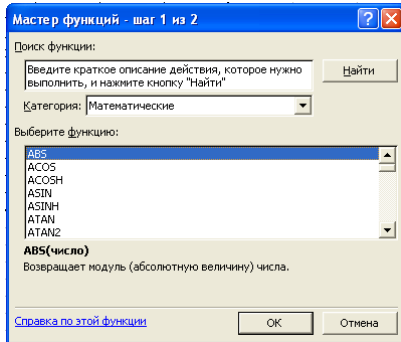 Мастер функций - шаг 1 из 2
Поиск функции:
Введите краткое описание действия, которое нужно
выполнить, и нажмите кнопку "Найти"
Найти
Категория: Математические
Выберите функцию:
ABS
ACOS
ACOSH
ASIN
ASINH
ATAN
ATAN2
ABS(число)
Возвращает модуль (абсолютную величину) числа.
Справка по этой функции
ОК
Отмена